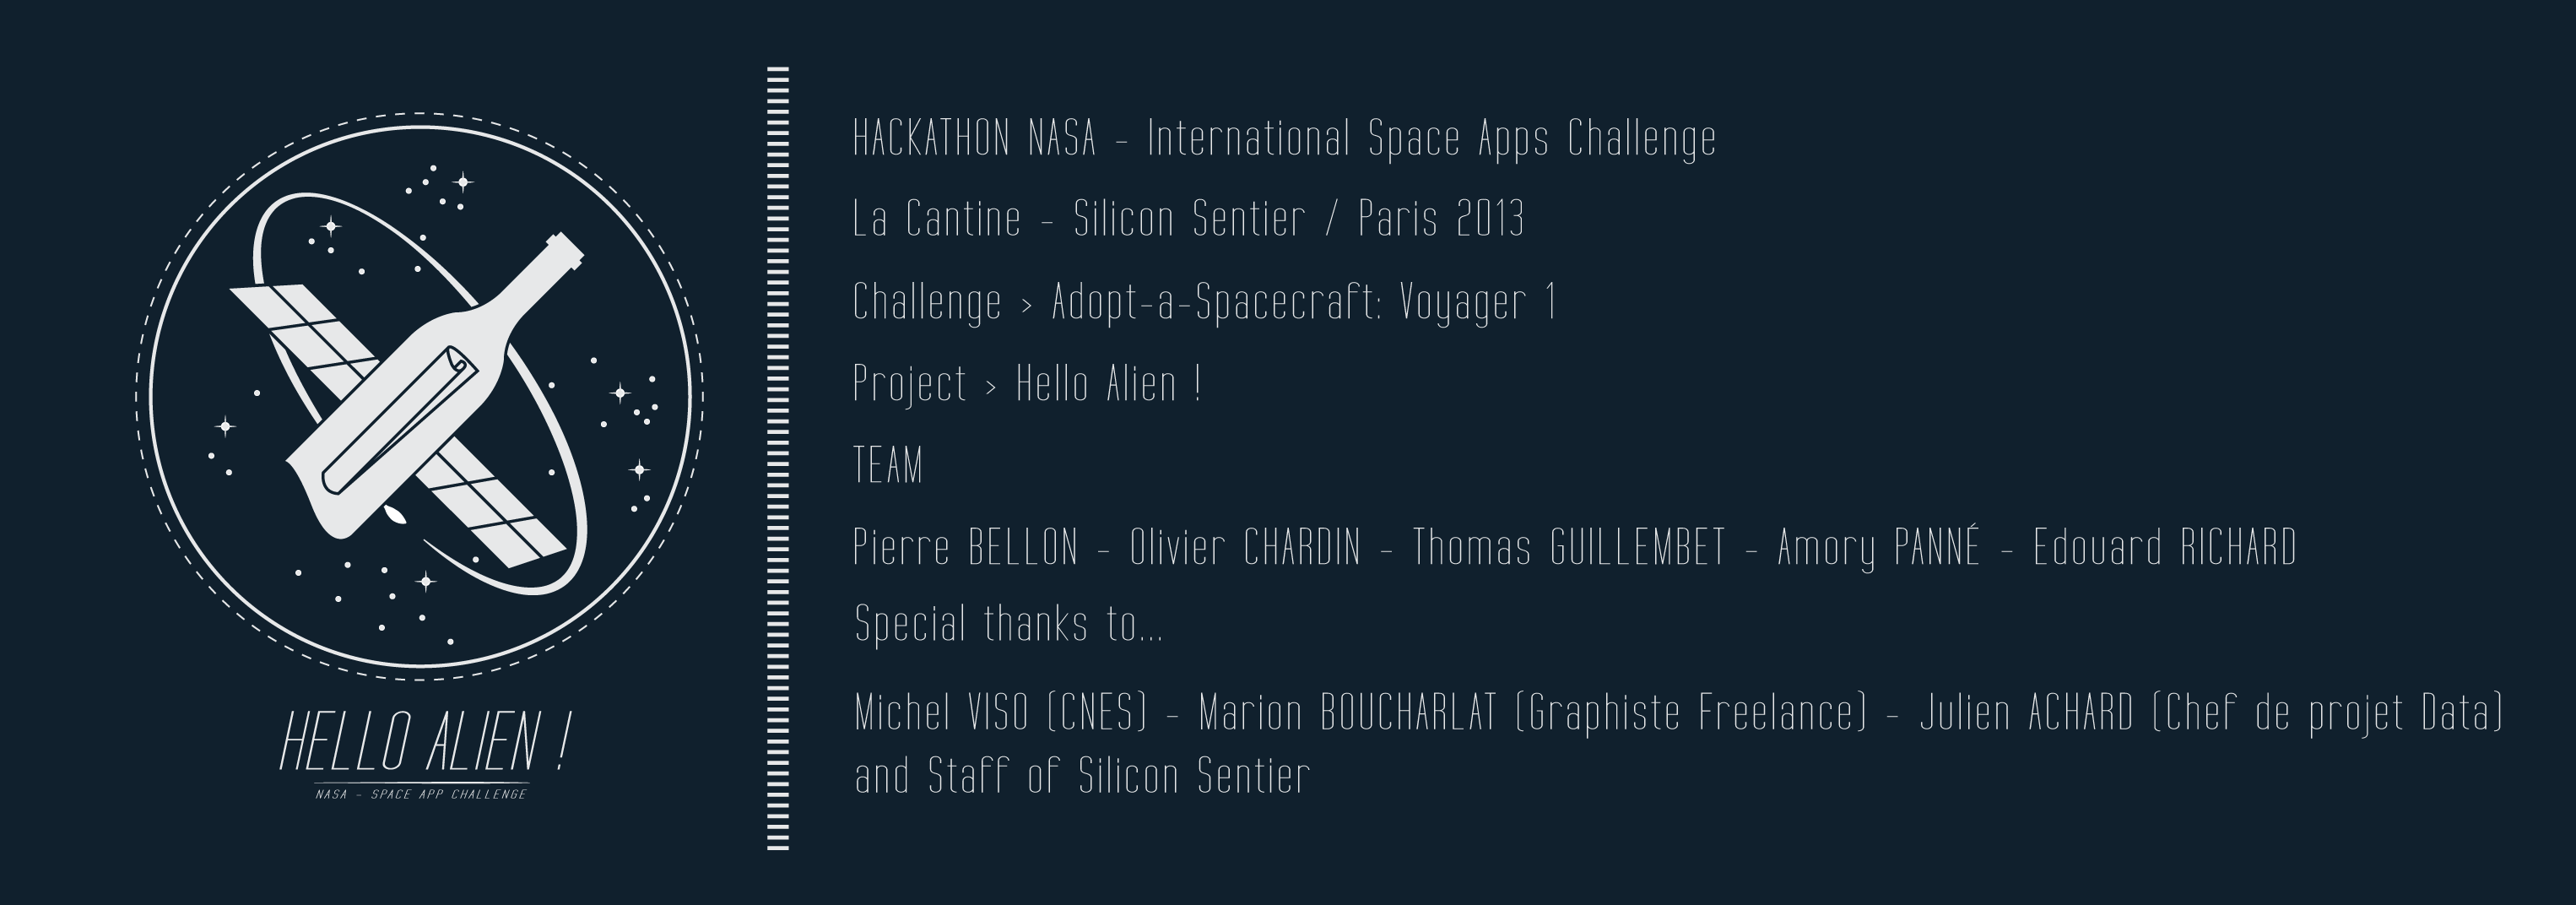 HELLO ALIEN !
NASA - SPACE APP CHALLENGE
HACKATHON NASA - International Space Apps Challenge
La Cantine - Silicon Sentier / Paris 2013
Challenge > Adopt-a-Spacecraft: Voyager 1
Project > Hello Alien !
TEAM
Pierre BELLON - Olivier CHARDIN - Thomas GUILLEMBET - Amory PANNÉ - Edouard RICHARD
Special thanks to...
Michel VISO (CNES) - Marion BOUCHARLAT (Graphiste Freelance) - Julien ACHARD (Chef de projet Data)
and Staff of Silicon Sentier